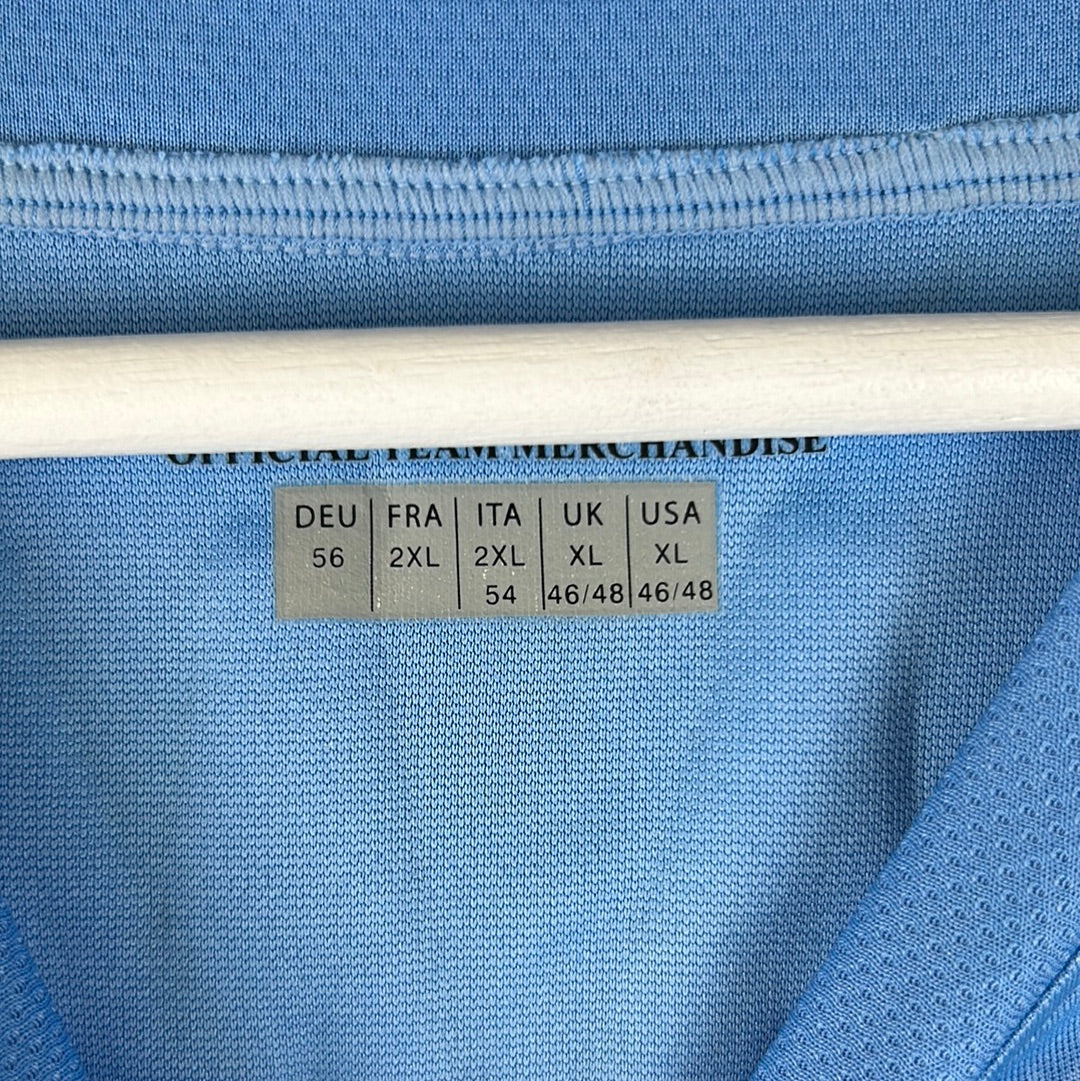 OFFICIAL TEAM MERCHANDISE
DEU FRA ITA UK USA
56 2XL 2XL XL XL
54 46/48 46/48